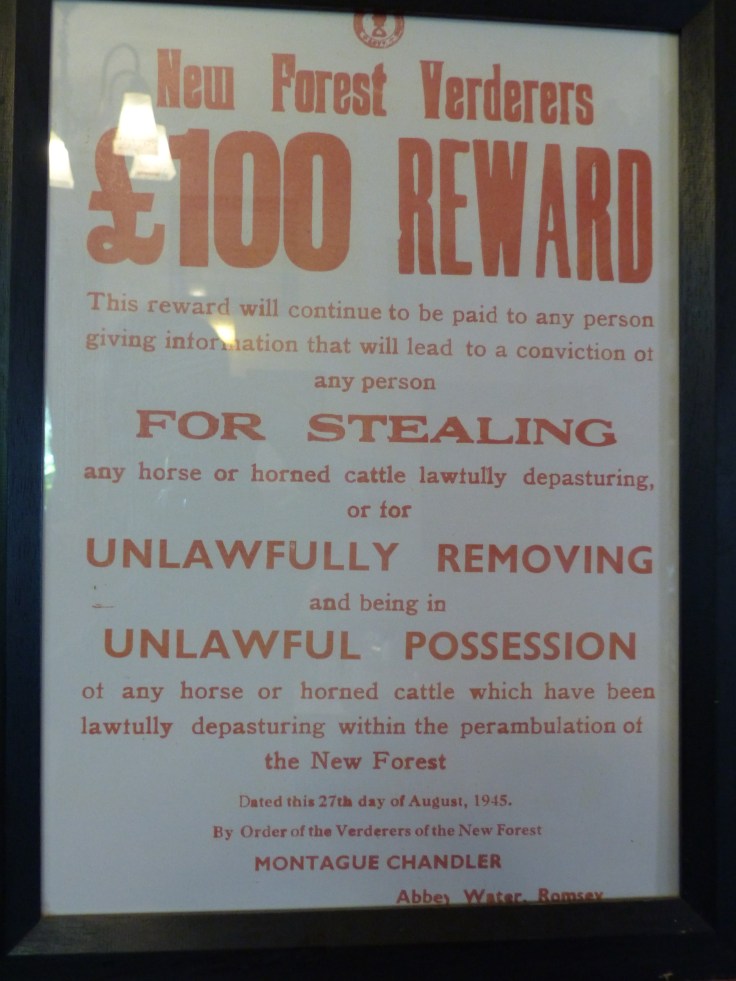 New Forest Verderers
£100 REWARD
This reward will continue to be paid to any person
giving information that will lead to a conviction of
any person
FOR STEALING
any horse or horned cattle lawfully depasturing,
or for
UNLAWFULLY REMOVING
and being in
UNLAWFUL POSSESSION
of any horse or horned cattle which have been
lawfully depasturing within the perambulation of
the New Forest
Dated this 27th day of August, 1945.
By Order of the Verderers of the New Forest
MONTAGUE CHANDLER
Abbey Water, Romsey